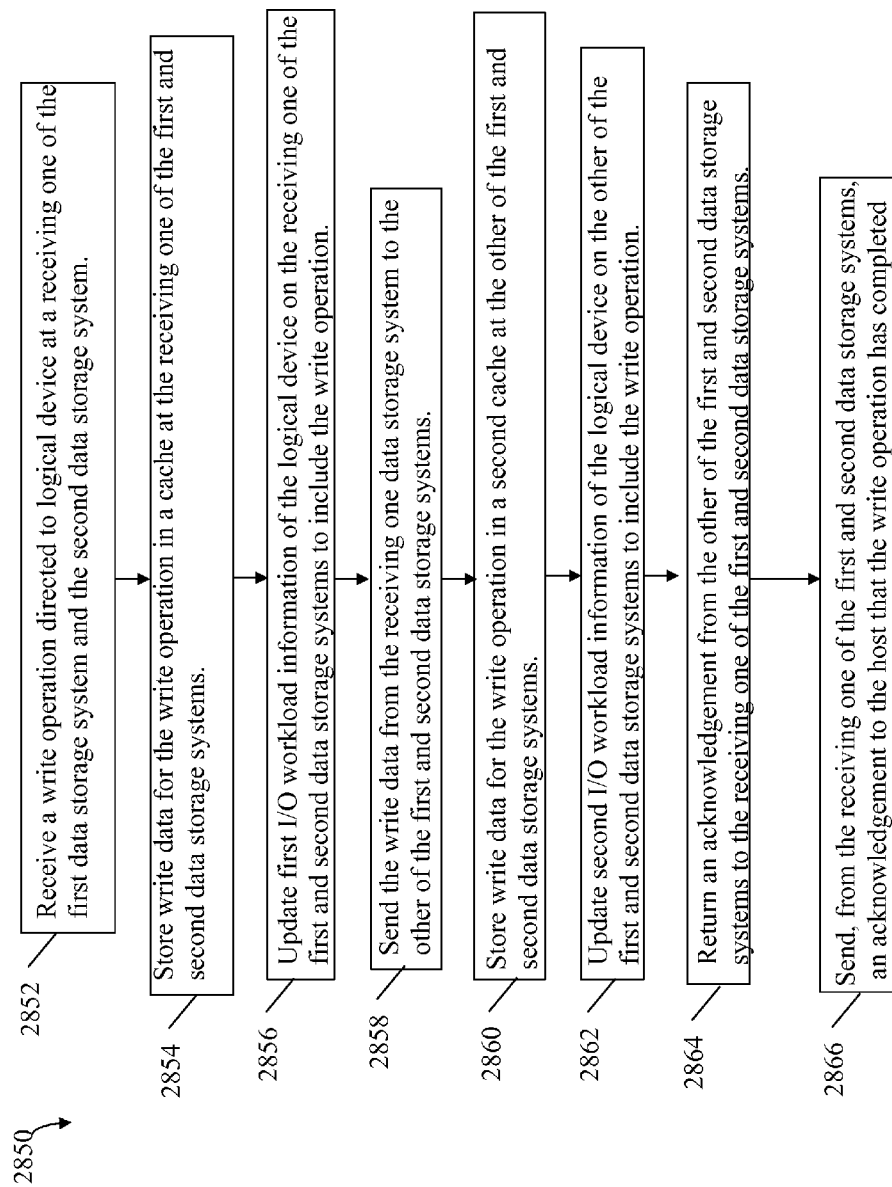 2850
2852
Receive a write operation directed to logical device at a receiving one of the
first data storage system and the second data storage system.
2854
Store write data for the write operation in a cache at the receiving one of the first and
second data storage systems.
2856
Update first I/O workload information of the logical device on the receiving one of the
first and second data storage systems to include the write operation.
2858
Send the write data from the receiving one data storage system to the
other of the first and second data storage systems.
2860
Store write data for the write operation in a second cache at the other of the first and
second data storage systems.
2862
Update second I/O workload information of the logical device on the other of the
first and second data storage systems to include the write operation.
2864
Return an acknowledgement from the other of the first and second data storage
systems to the receiving one of the first and second data storage systems.
2866
Send, from the receiving one of the first and second data storage systems,
an acknowledgement to the host that the write operation has completed